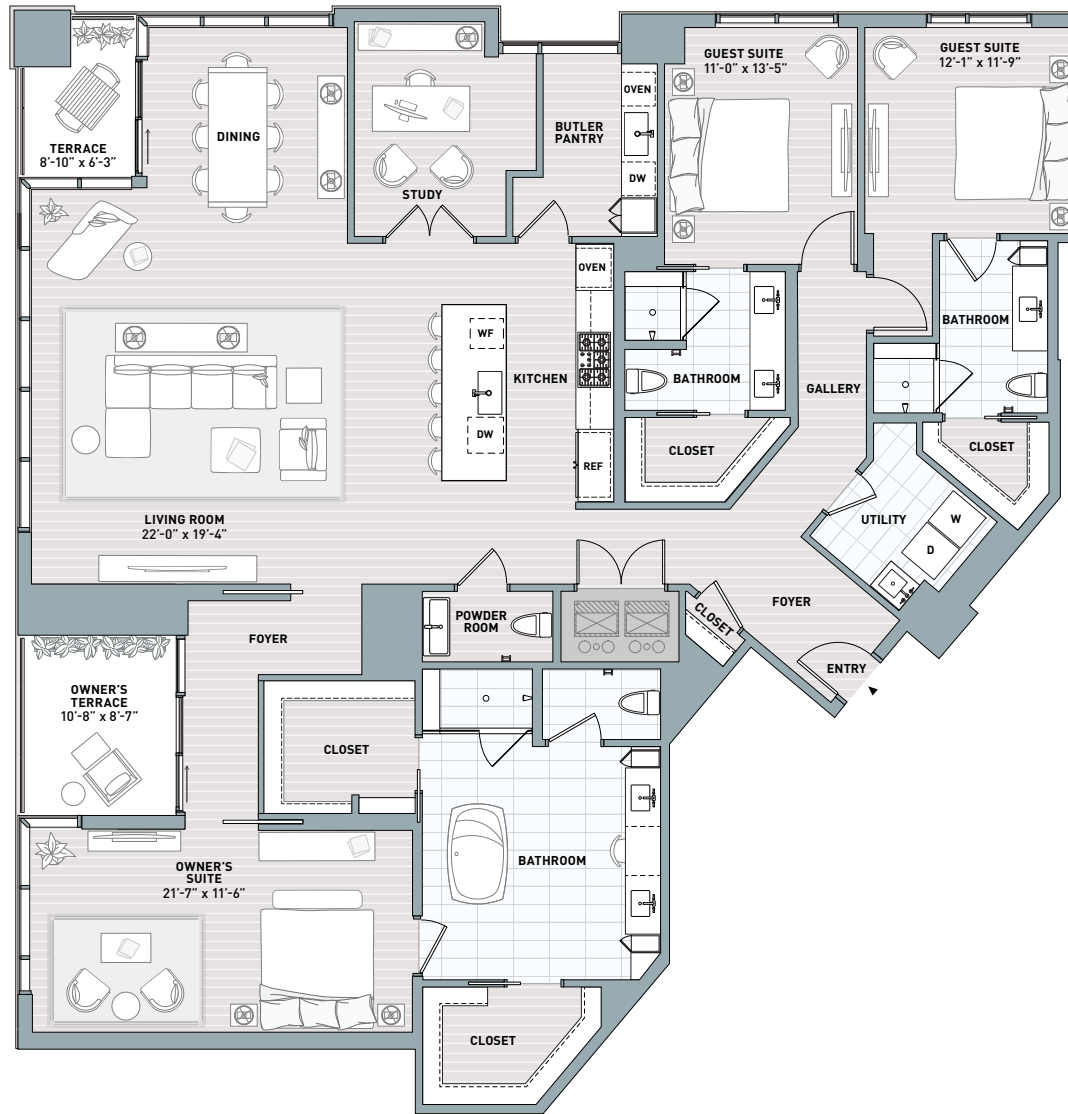 GUEST SUITE
11'-0" x 13'-5"
GUEST SUITE
12'-1" x 11'-9"
OVEN
BUTLER
PANTRY
DW
DINING
TERRACE
8'-10" x 6'-3"
STUDY
OVEN
WF
KITCHEN
DW
REF
BATHROOM
BATHROOM
GALLERY
CLOSET
CLOSET
LIVING ROOM
22'-0" x 19'-4"
UTILITY
W
D
FOYER
CLOSET
POWDER
ROOM
FOYER
ENTRY
OWNER'S
TERRACE
10'-8" x 8'-7"
CLOSET
BATHROOM
OWNER'S
SUITE
21'-7" x 11'-6"
CLOSET